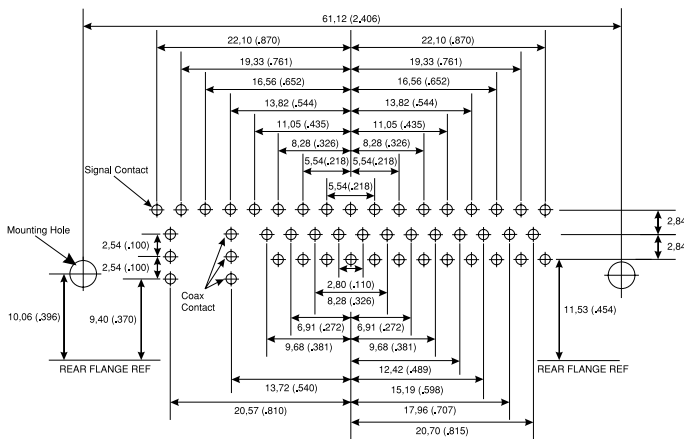 61,12 (2,406)
22,10 (.870) 22,10 (.870)
19,33 (.761) 19,33 (.761)
16,56 (.652) 16,56 (.652)
13,82 (.544) 13,82 (.544)
11,05 (.435) 11,05 (.435)
8,28 (.326) 8,28 (.326)
5,54(.218) 5,54(.218)
Signal Contact
5,54(.218)
2,84
Mounting Hole
2,54 (.100)
2,84
2,54 (.100)
Coax
Contact
2,80 (.110)
8,28 (.326)
10,06 (.396)
9,40 (.370)
11,53 (.454)
6,91 (.272) 6,91 (.272)
9,68 (.381) 9,68 (.381)
REAR FLANGE REF
12,42 (.489)
REAR FLANGE REF
13,72 (.540)
15,19 (.598)
20,57 (.810)
17,96 (.707)
20,70 (.815)